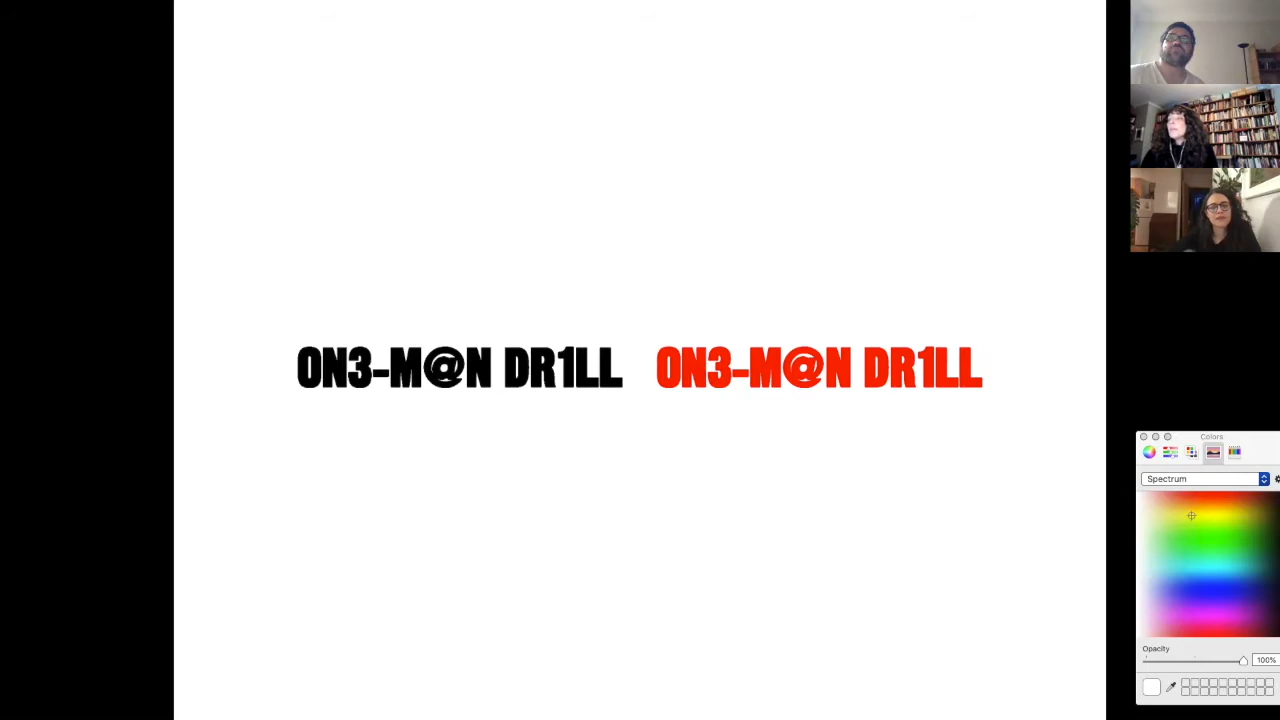 ON3-M@N DR1LL ON3-M@N DR1LL
Colors
Spectrum
Opacity
100%